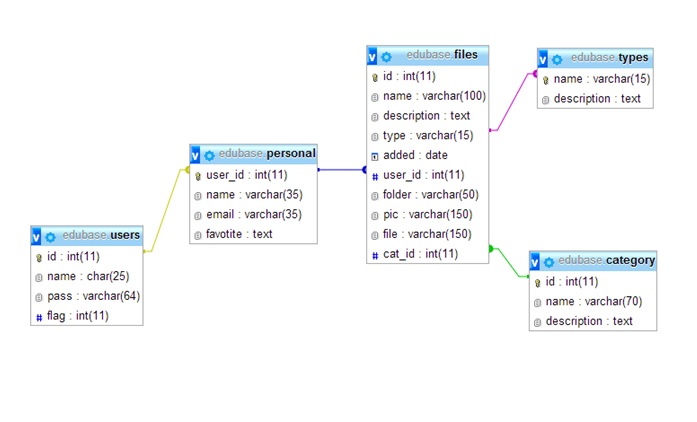 edubase.users
id : int(11)
name : char(25)
pass : varchar(64)
flag : int(11)
edubase.personal
user_id : int(11)
name : varchar(35)
email : varchar(35)
favotite : text
edubase.files
id : int(11)
name : varchar(100)
description : text
type : varchar(15)
added : date
user_id : int(11)
folder : varchar(50)
pic : varchar(150)
file : varchar(150)
cat_id : int(11)
edubase.types
name : varchar(15)
description : text
edubase.category
id : int(11)
name : varchar(70)
description : text